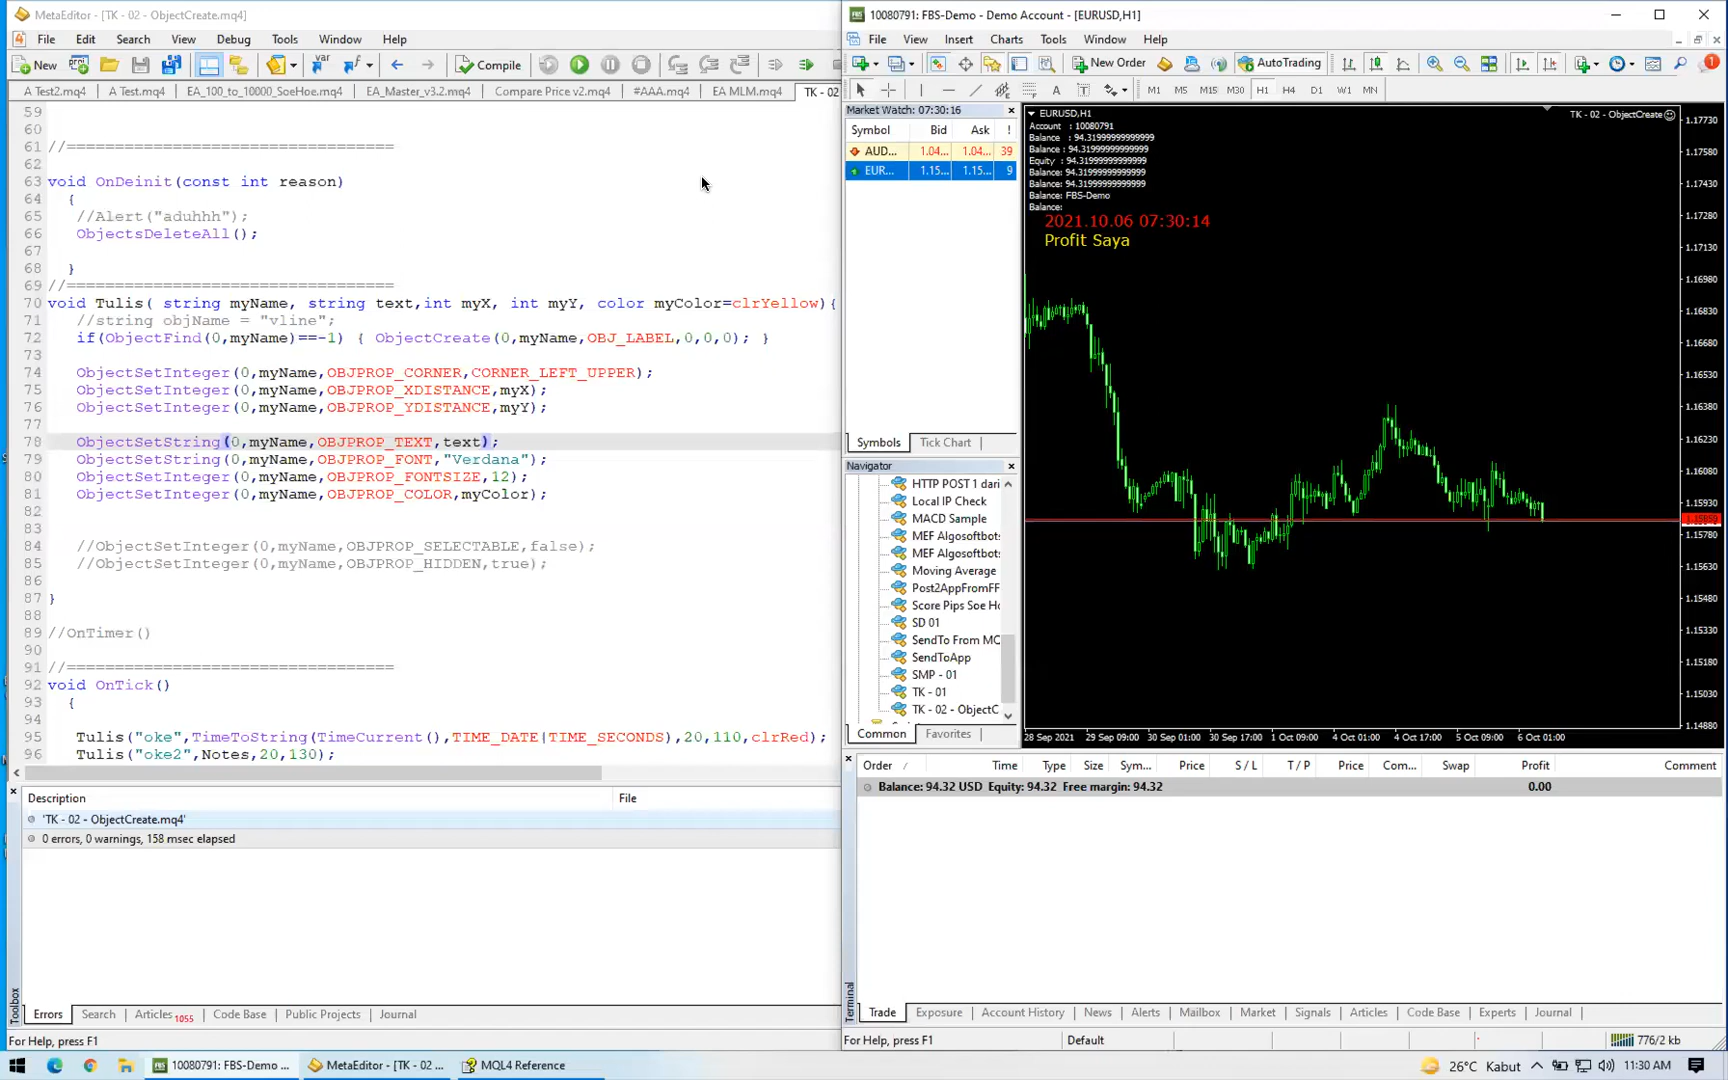 MetaEditor - [TK - 02 - ObjectCreate.mq4]
File Edit Search View Debug Tools Window Help
New Compile
A Test2.mq4 A Test.mq4 EA_100_to_10000_SoeHoe.mq4 EA_Master_v3.2.mq4 Compare Price v2.mq4 #AAA.mq4 EA MLM.mq4 TK - 02
59
60
61 //==================================
62
63 void OnDeinit(const int reason)
64 {
65 //Alert("aduhhh");
66 ObjectsDeleteAll();
67
68 }
69 //==================================
70 void Tulis( string myName, string text,int myX, int myY, color myColor=clrYellow){
71 //string objName = "vline";
72 if(ObjectFind(0,myName)==-1) { ObjectCreate(0,myName,OBJ_LABEL,0,0,0); }
73
74 ObjectSetInteger(0,myName,OBJPROP_CORNER,CORNER_LEFT_UPPER);
75 ObjectSetInteger(0,myName,OBJPROP_XDISTANCE,myX);
76 ObjectSetInteger(0,myName,OBJPROP_YDISTANCE,myY);
77
78 ObjectSetString(0,myName,OBJPROP_TEXT,text);
79 ObjectSetString(0,myName,OBJPROP_FONT,"Verdana");
80 ObjectSetInteger(0,myName,OBJPROP_FONTSIZE,12);
81 ObjectSetInteger(0,myName,OBJPROP_COLOR,myColor);
82
83
84 //ObjectSetInteger(0,myName,OBJPROP_SELECTABLE,false);
85 //ObjectSetInteger(0,myName,OBJPROP_HIDDEN,true);
86
87 }
88
89 //OnTimer()
90
91 //==================================
92 void OnTick()
93 {
94
95 Tulis("oke",TimeToString(TimeCurrent(),TIME_DATE|TIME_SECONDS),20,110,clrRed);
96 Tulis("oke2",Notes,20,130);
Description File
'TK - 02 - ObjectCreate.mq4'
0 errors, 0 warnings, 158 msec elapsed
Toolbox
Errors Search Articles 1055 Code Base Public Projects Journal
For Help, press F1
10080791: FBS-Demo - Demo Account - [EURUSD,H1]
File View Insert Charts Tools Window Help
New Order AutoTrading 1
A M1 M5 M15 M30 H1 H4 D1 W1 MN
Market Watch: 07:30:16
Symbol Bid Ask !
AUD... 1.04... 1.04... 39
EUR... 1.15... 1.15... 9
Symbols Tick Chart
Navigator
HTTP POST 1 dari
Local IP Check
MACD Sample
MEF Algosoftbots
MEF Algosoftbots
Moving Average
Post2AppFromFF
Score Pips Soe Ho
SD 01
SendTo From MQ
SendToApp
SMP - 01
TK - 01
TK - 02 - ObjectC
Common Favorites
EURUSD,H1
TK - 02 - ObjectCreate
Account : 10080791
Balance : 94.31999999999999
Balance: 94.31999999999999
Equity : 94.31999999999999
Balance: 94.31999999999999
Balance: 94.31999999999999
Balance: FBS-Demo
Balance:
2021.10.06 07:30:14
Profit Saya
1.17730
1.17580
1.17430
1.17280
1.17130
1.16980
1.16830
1.16680
1.16530
1.16380
1.16230
1.16080
1.15930
1.15780
1.15630
1.15480
1.15330
1.15180
1.15030
1.14880
28 Sep 2021 29 Sep 09:00 30 Sep 01:00 30 Sep 17:00 1 Oct 09:00 4 Oct 01:00 4 Oct 17:00 5 Oct 09:00 6 Oct 01:00
Order / Time Type Size Sym... Price S / L T / P Price Com... Swap Profit Comment
Balance: 94.32 USD Equity: 94.32 Free margin: 94.32 0.00
Terminal
Trade Exposure Account History News Alerts Mailbox Market Signals Articles Code Base Experts Journal
For Help, press F1 Default 776/2 kb
10080791: FBS-Demo ... MetaEditor - [TK - 02 ... MQL4 Reference 26°C Kabut 11:30 AM